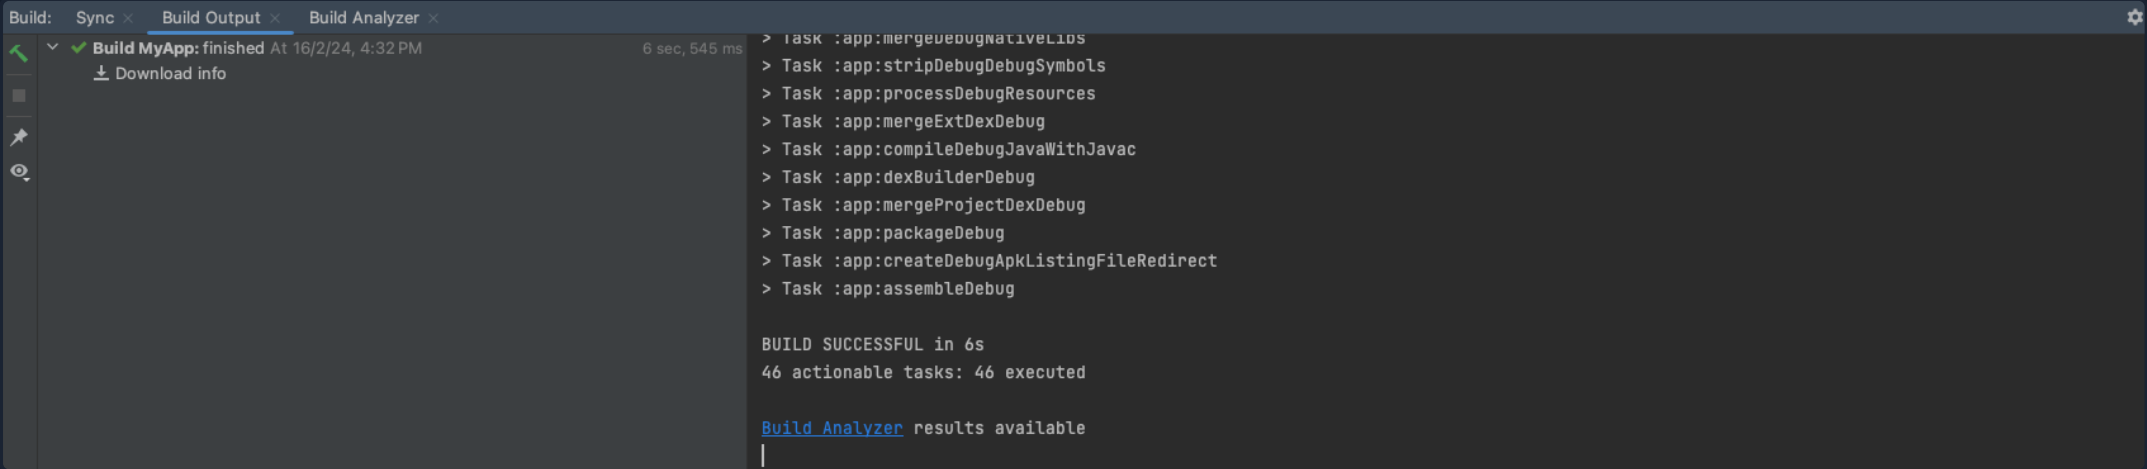 Build: Sync Build Output Build Analyzer
Build MyApp: finished At 16/2/24, 4:32 PM 6 sec, 545 ms
Download info
> Task :app:mergeDebugNativeLibs
> Task :app:stripDebugDebugSymbols
> Task :app:processDebugResources
> Task :app:mergeExtDexDebug
> Task :app:compileDebugJavaWithJavac
> Task :app:dexBuilderDebug
> Task :app:mergeProjectDexDebug
> Task :app:packageDebug
> Task :app:createDebugApkListingFileRedirect
> Task :app:assembleDebug
BUILD SUCCESSFUL in 6s
46 actionable tasks: 46 executed
Build Analyzer results available